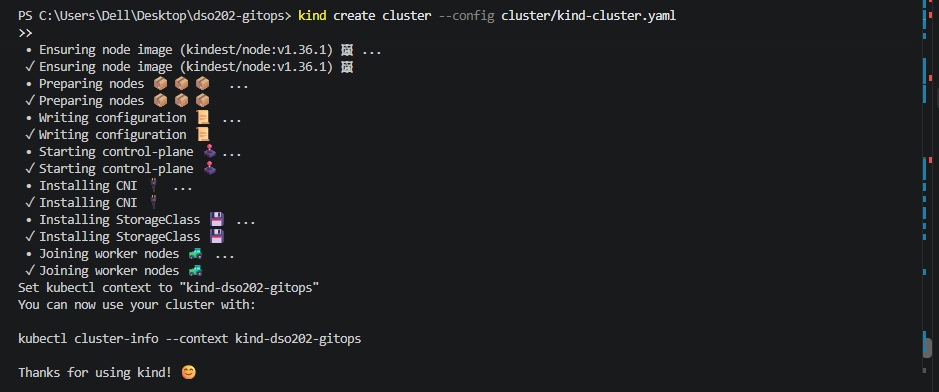 PS C:\Users\Dell\Desktop\dso202-gitops> kind create cluster --config cluster/kind-cluster.yaml
>>
• Ensuring node image (kindest/node:v1.36.1) 🖼 ...
✓ Ensuring node image (kindest/node:v1.36.1) 🖼
• Preparing nodes 📦 📦 📦  ...
✓ Preparing nodes 📦 📦 📦
• Writing configuration 📜  ...
✓ Writing configuration 📜
• Starting control-plane 🕹️ ...
✓ Starting control-plane 🕹️
• Installing CNI 🔌  ...
✓ Installing CNI 🔌
• Installing StorageClass 💾  ...
✓ Installing StorageClass 💾
• Joining worker nodes 🚜  ...
✓ Joining worker nodes 🚜
Set kubectl context to "kind-dso202-gitops"
You can now use your cluster with:
kubectl cluster-info --context kind-dso202-gitops
Thanks for using kind! 😊